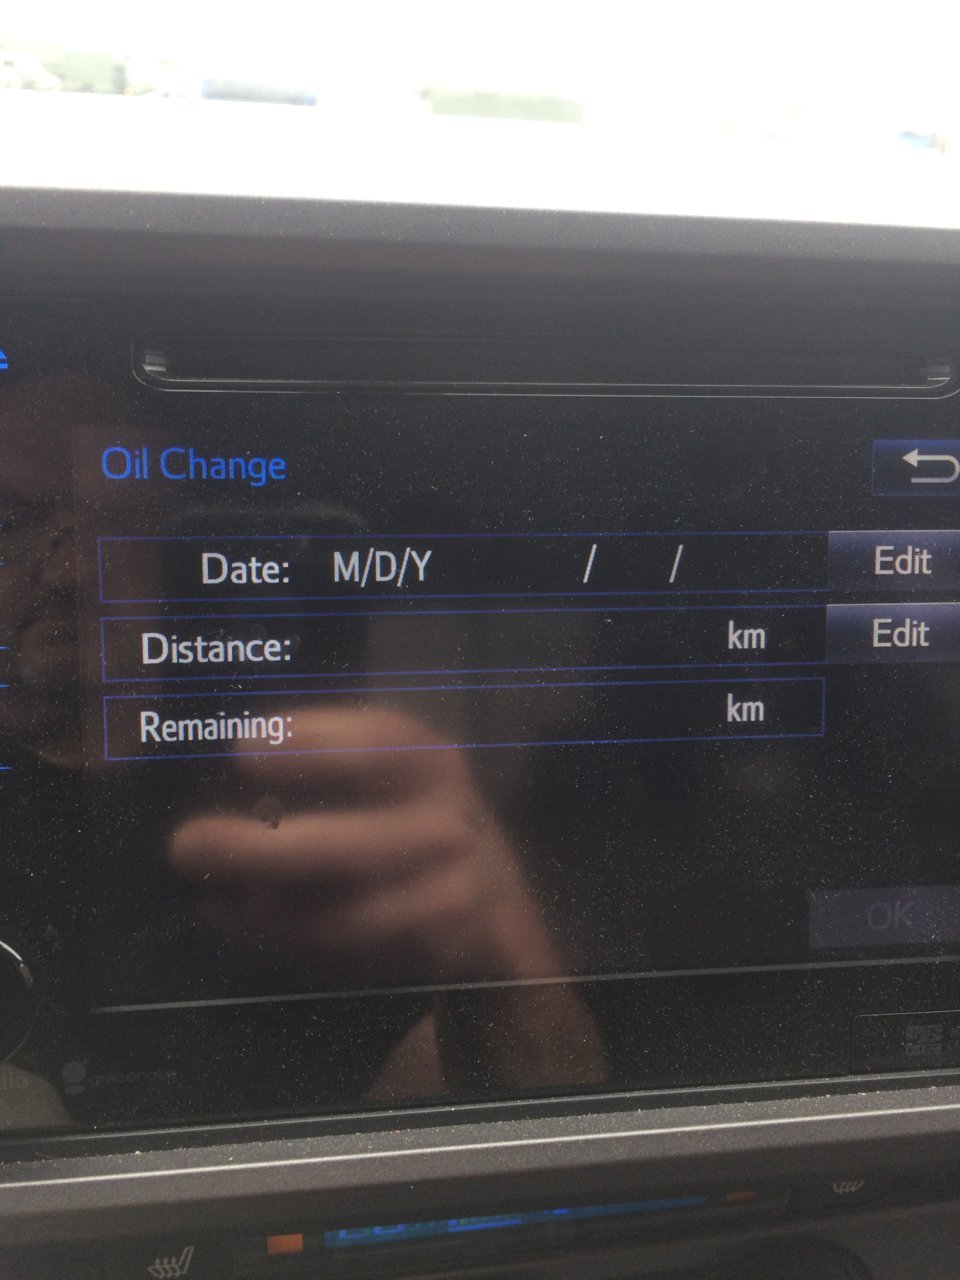 Oil Change
Date: M/D/Y / / Edit
Distance: km Edit
Remaining: km
OK
gracenote